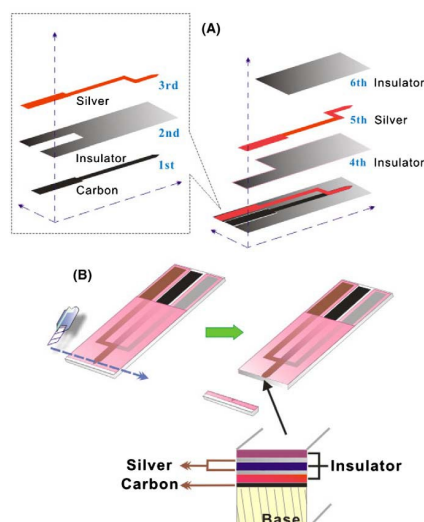 (A)
3rd
Silver
2nd
Insulator
1st
Carbon
6th Insulator
5th Silver
4th Insulator
(B)
Silver
Carbon
Insulator
Base